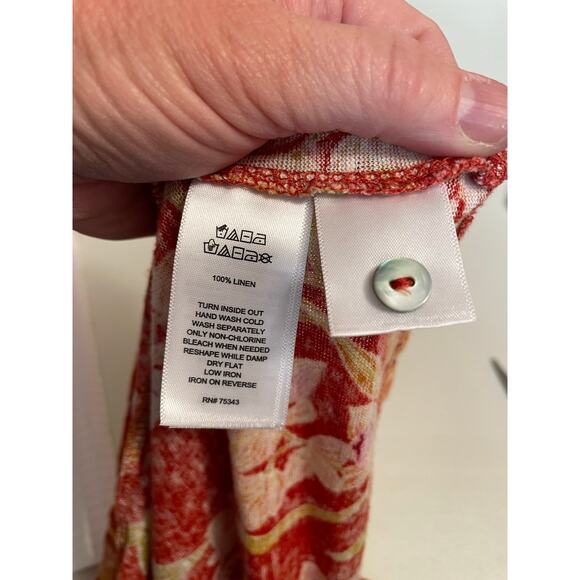 100% LINEN
TURN INSIDE OUT
HAND WASH COLD
WASH SEPARATELY
ONLY NON-CHLORINE
BLEACH WHEN NEEDED
RESHAPE WHILE DAMP
DRY FLAT
LOW IRON
IRON ON REVERSE
RN# 75343